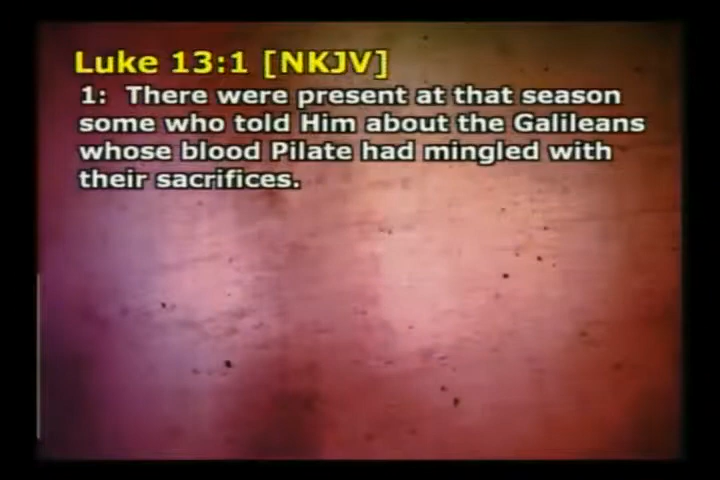 Luke 13:1 [NKJV]
1: There were present at that season
some who told Him about the Galileans
whose blood Pilate had mingled with
their sacrifices.